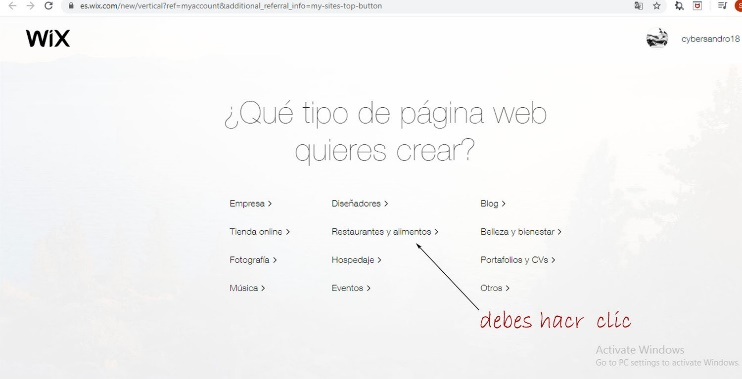 es.wix.com/new/vertical?ref=myaccount&additional_referral_info=my-sites-top-button
WiX
cybersandro18
¿Qué tipo de página web
quieres crear?
Empresa > Diseñadores > Blog >
Tienda online > Restaurantes y alimentos > Belleza y bienestar >
Fotografía > Hospedaje > Portafolios y CVs >
Música > Eventos > Otros >
debes hacr clic
Activate Windows
Go to PC settings to activate Windows.